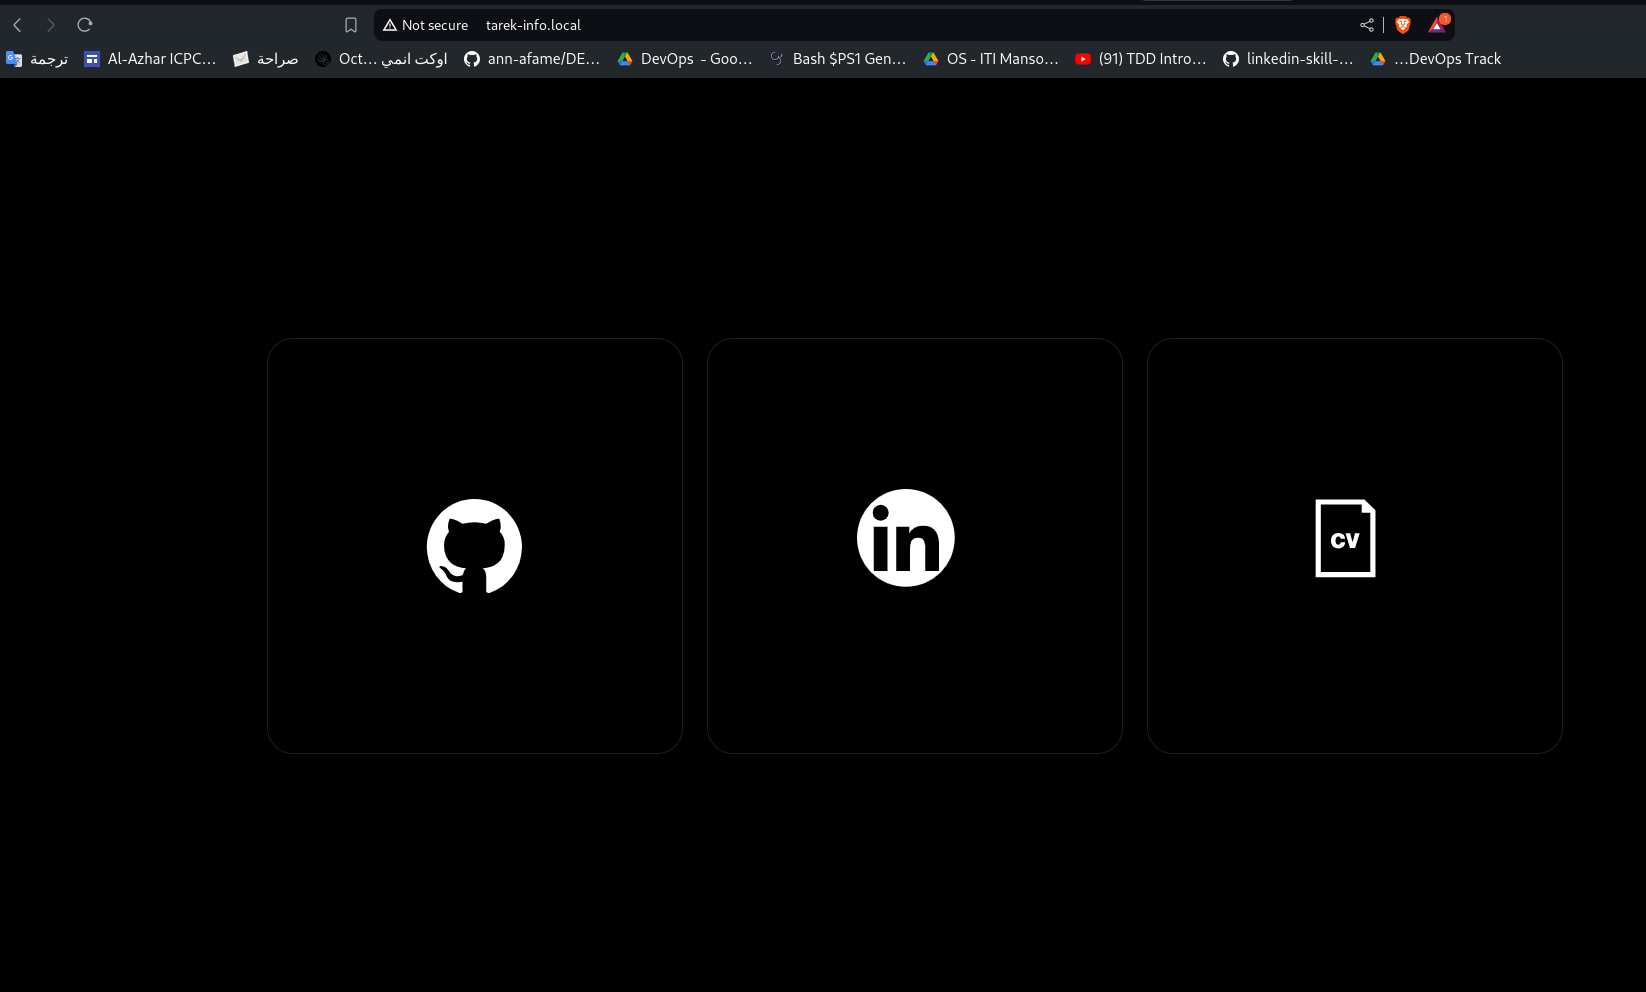 Not secure tarek-info.local 1
ترجمة Al-Azhar ICPC... صراحة Oct... اوكت انمي ann-afame/DE... DevOps - Goo... Bash $PS1 Gen... OS - ITI Manso... (91) TDD Intro... linkedin-skill-... ...DevOps Track
in
cv